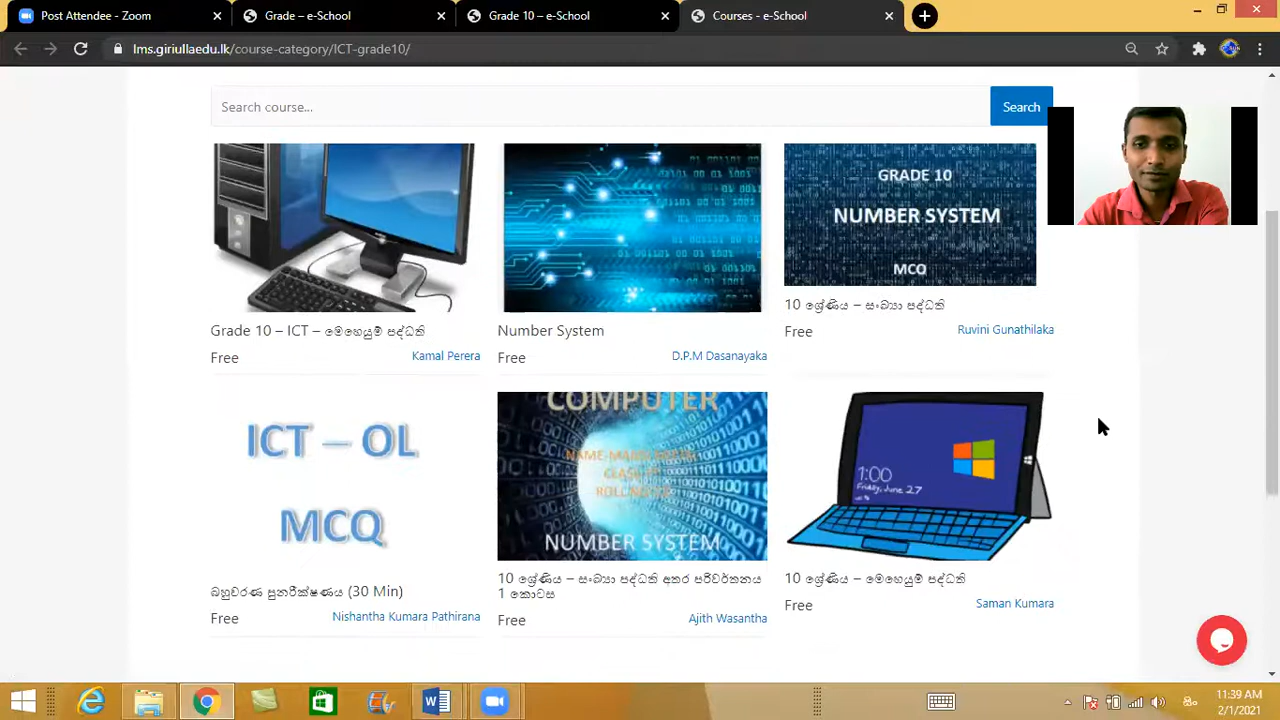 Post Attendee - Zoom
Grade – e-School
Grade 10 – e-School
Courses - e-School
lms.giriullaedu.lk/course-category/ICT-grade10/
Search course...
Search
GRADE 10
NUMBER SYSTEM
MCQ
Grade 10 – ICT – මෙහෙයුම් පද්ධති
Free
Kamal Perera
Number System
Free
D.P.M Dasanayaka
10 ශ්‍රේණිය – සංඛ්‍යා පද්ධති
Free
Ruvini Gunathilaka
ICT – OL
MCQ
බහුවරණ පුනරීක්ෂණය (30 Min)
Free
Nishantha Kumara Pathirana
COMPUTER
NUMBER SYSTEM
10 ශ්‍රේණිය – සංඛ්‍යා පද්ධති අතර පරිවර්තනය
1 කොටස
Free
Ajith Wasantha
1:00
Friday, June 27
10 ශ්‍රේණිය – මෙහෙයුම් පද්ධති
Free
Saman Kumara
11:39 AM
2/1/2021